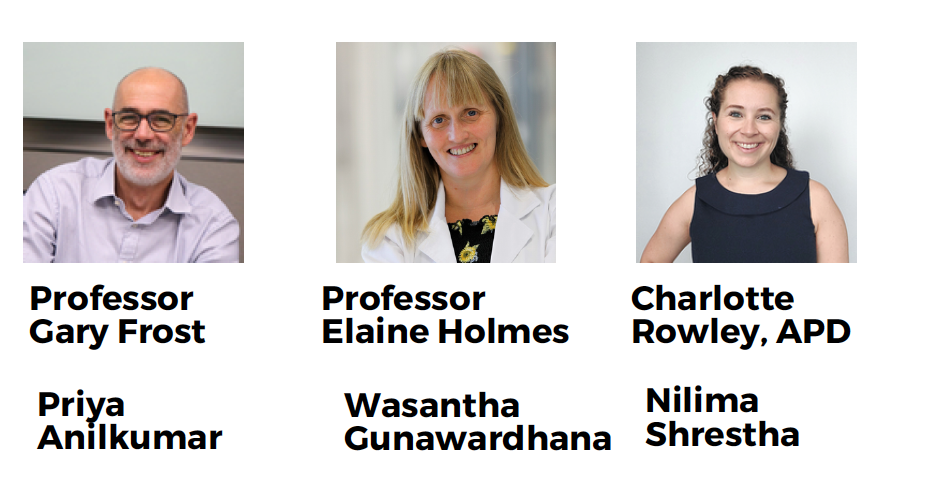 Professor
Gary Frost
Professor
Elaine Holmes
Charlotte
Rowley, APD
Priya
Anilkumar
Wasantha
Gunawardhana
Nilima
Shrestha